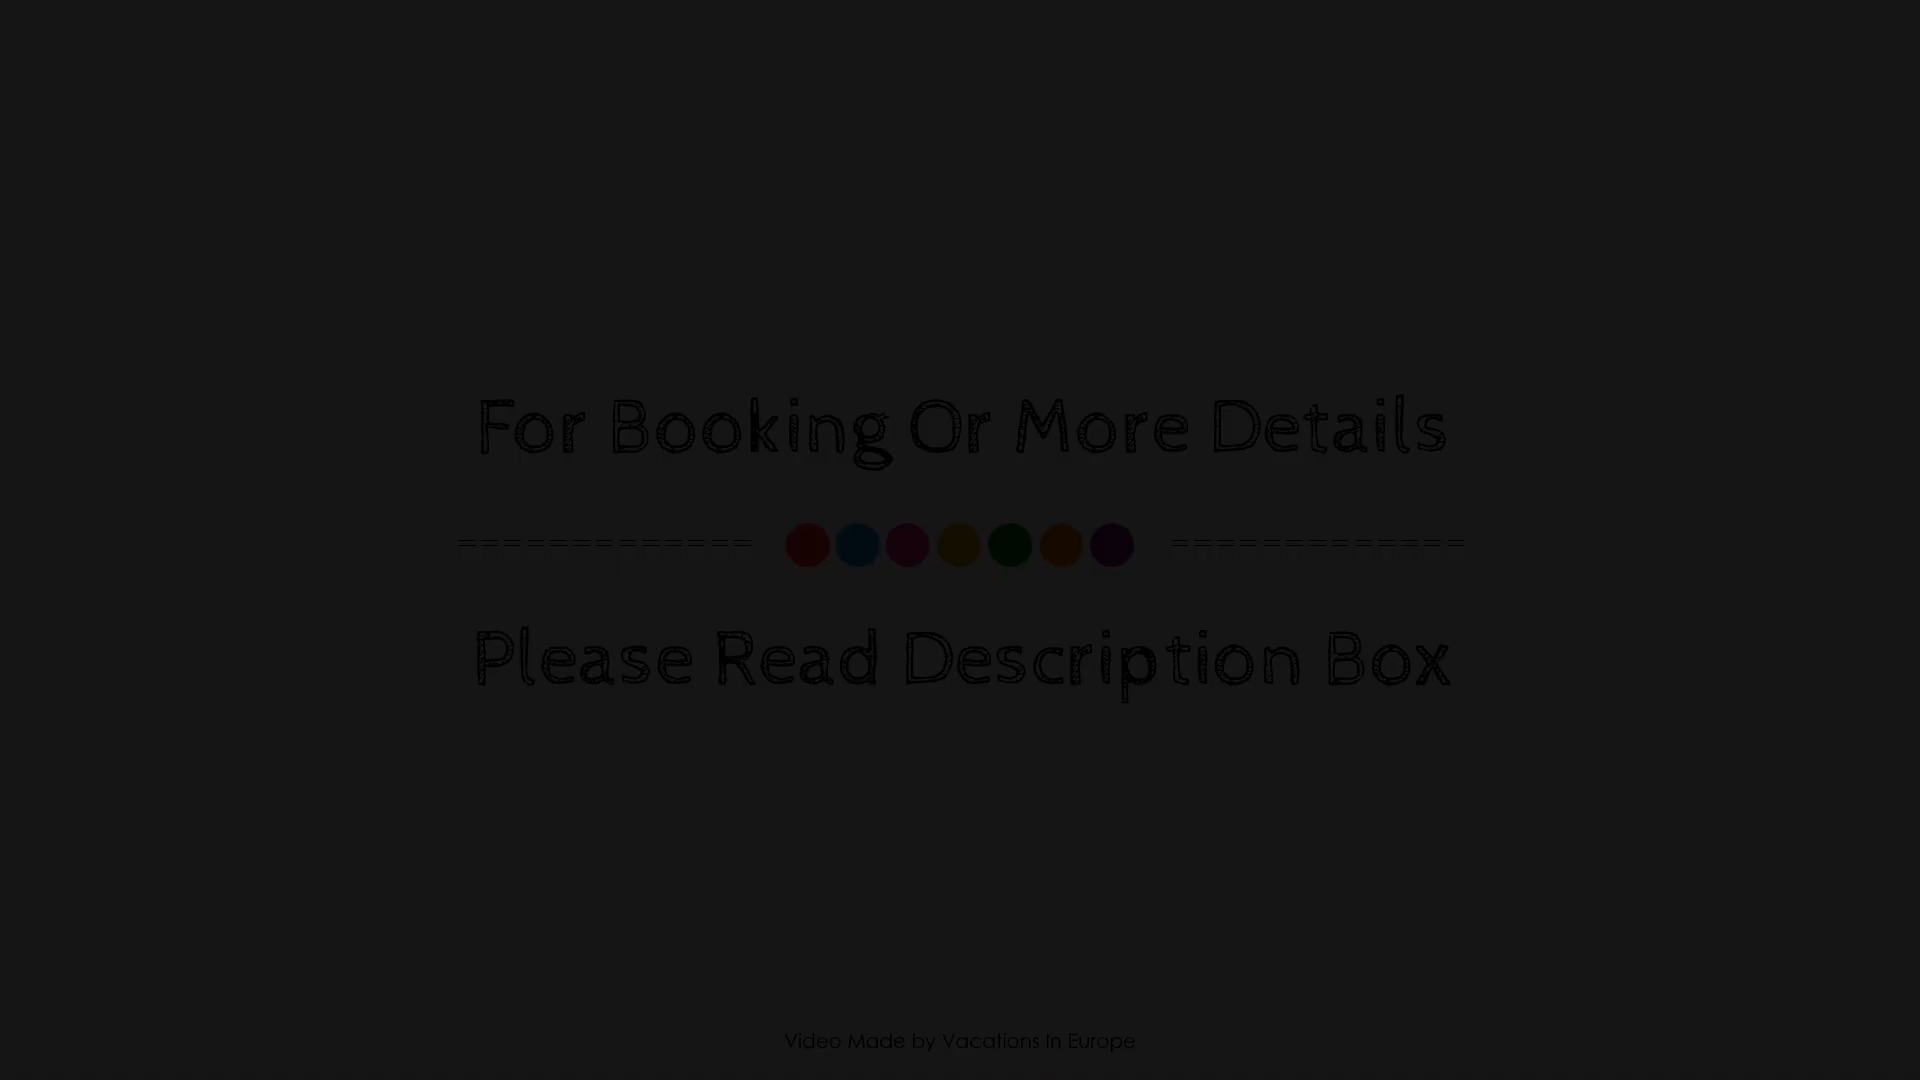 For Booking Or More Details
============= =============
Please Read Description Box
Video Made by Vacations In Europe